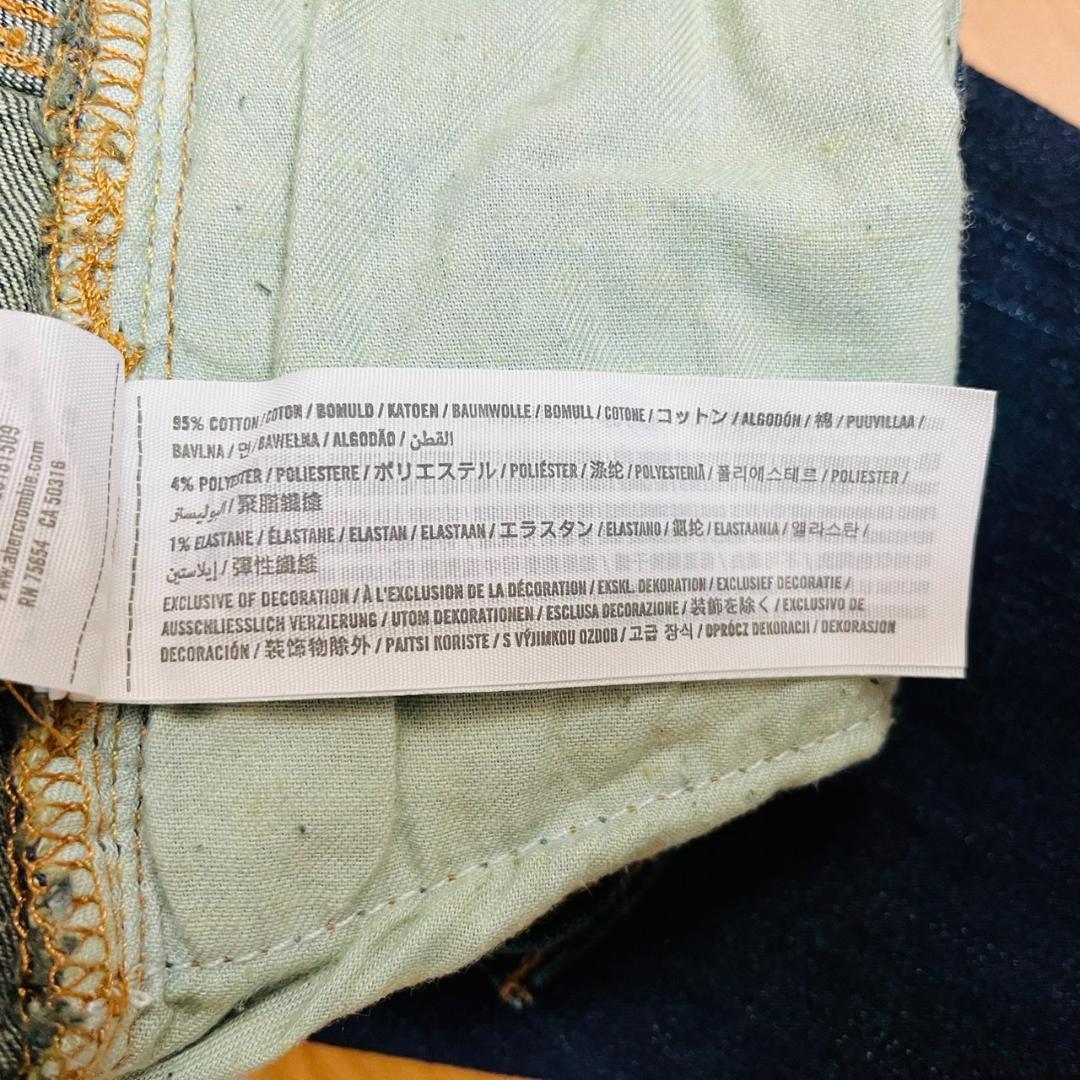 95% COTTON / COTON / BOMULD / KATOEN / BAUMWOLLE / BOMULL / COTONE / コットン / ALGODÓN / 棉 / PUUVILLAA /
BAVLNA / 면 / BAWEŁNA / ALGODÃO / القطن
4% POLYESTER / POLIESTERE / ポリエステル / POLIÉSTER / 涤纶 / POLYESTERIÄ / 폴리에스테르 / POLIESTER /
البوليستر / 聚脂纖維
1% ELASTANE / ÉLASTANE / ELASTAN / ELASTAAN / エラスタン / ELASTANO / 氨纶 / ELASTAANIA / 엘라스탄 /
إيلاستين / 彈性纖維
EXCLUSIVE OF DECORATION / À L'EXCLUSION DE LA DÉCORATION / EKSKL. DEKORATION / EXCLUSIEF DECORATIE /
AUSSCHLIESSLICH VERZIERUNG / UTOM DEKORATIONEN / ESCLUSA DECORAZIONE / 装飾を除く / EXCLUSIVO DE
DECORACIÓN / 装饰物除外 / PAITSI KORISTE / S VÝJIMKOU OZDOB / 고급 장식 / OPRÓCZ DEKORACJI / DEKORASJON
www.abercrombie.com
RN 75654 CA 50316